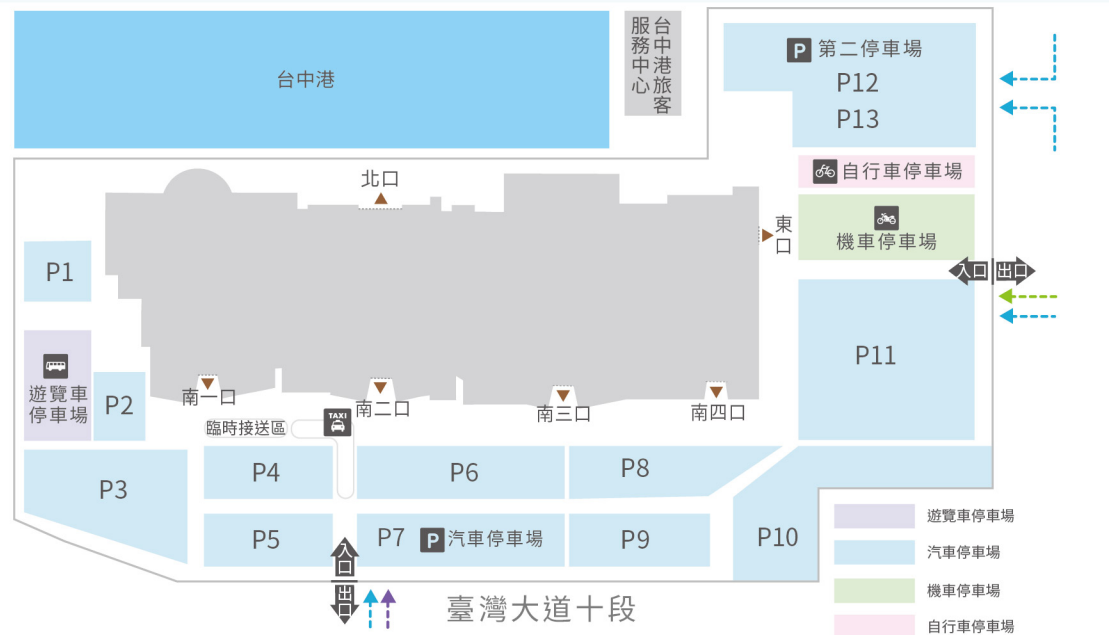 台中港
台中港旅客
服務中心
P 第二停車場
P12
P13
自行車停車場
機車停車場
北口
東口
入口 出口
P1
遊覽車
停車場
P2
P11
南一口
南二口
南三口
南四口
TAXI
臨時接送區
P3
P4
P6
P8
P5
P7 P 汽車停車場
P9
P10
入口
出口
臺灣大道十段
遊覽車停車場
汽車停車場
機車停車場
自行車停車場